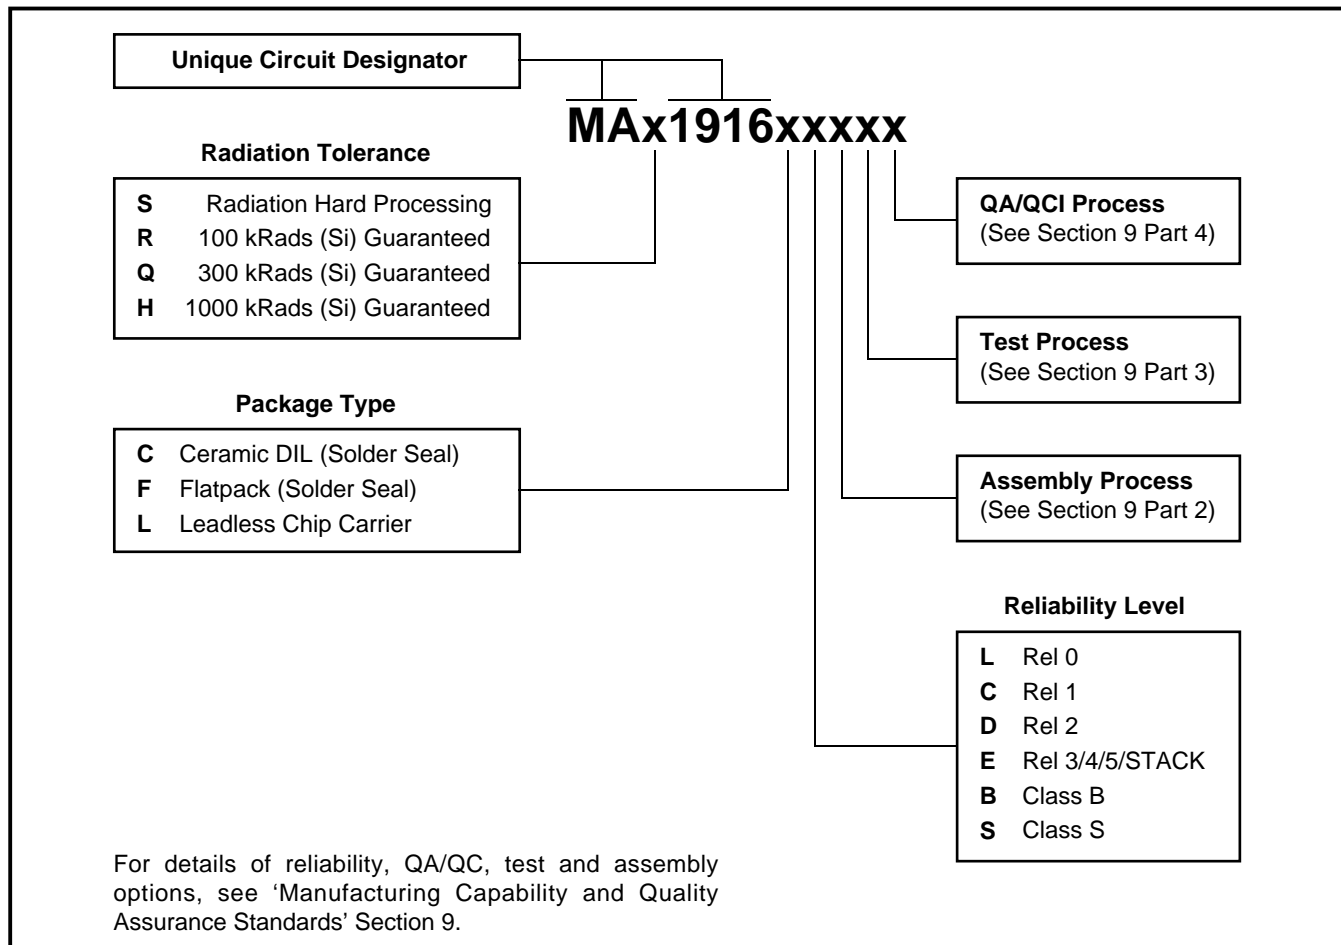 Unique Circuit Designator
MAx1916xxxxx
Radiation Tolerance
S Radiation Hard Processing
R 100 kRads (Si) Guaranteed
Q 300 kRads (Si) Guaranteed
H 1000 kRads (Si) Guaranteed
Package Type
C Ceramic DIL (Solder Seal)
F Flatpack (Solder Seal)
L Leadless Chip Carrier
QA/QCI Process
(See Section 9 Part 4)
Test Process
(See Section 9 Part 3)
Assembly Process
(See Section 9 Part 2)
Reliability Level
L Rel 0
C Rel 1
D Rel 2
E Rel 3/4/5/STACK
B Class B
S Class S
For details of reliability, QA/QC, test and assembly
options, see ‘Manufacturing Capability and Quality
Assurance Standards’ Section 9.